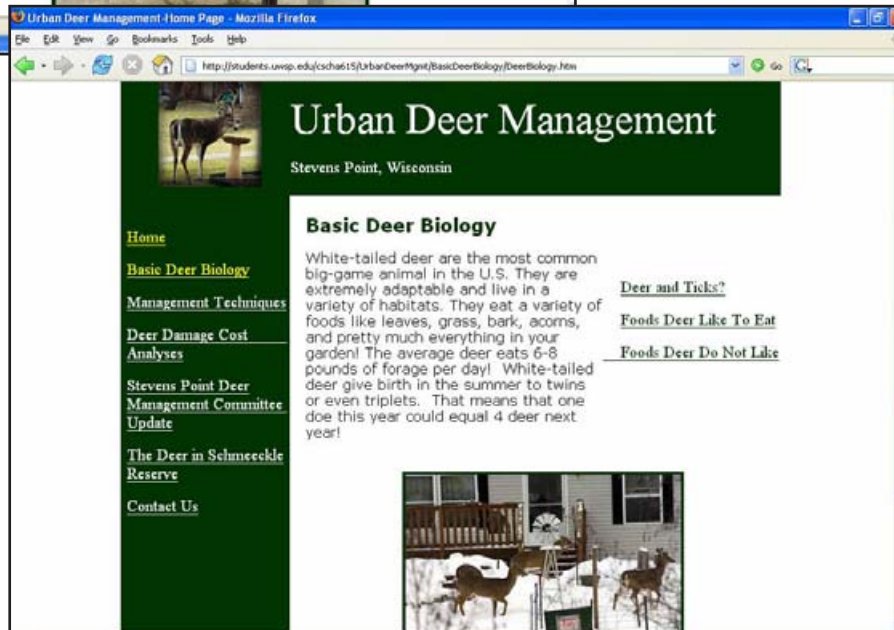 Urban Deer Management-Home Page - Mozilla Firefox
File Edit View Go Bookmarks Tools Help
http://students.uwsp.edu/cscha615/UrbanDeerMgmt/BasicDeerBiology/DeerBiology.htm
Go
Urban Deer Management
Stevens Point, Wisconsin
Home
Basic Deer Biology
Management Techniques
Deer Damage Cost
Analyses
Stevens Point Deer
Management Committee
Update
The Deer in Schmeeckle
Reserve
Contact Us
Basic Deer Biology
White-tailed deer are the most common
big-game animal in the U.S. They are
extremely adaptable and live in a
variety of habitats. They eat a variety of
foods like leaves, grass, bark, acorns,
and pretty much everything in your
garden! The average deer eats 6-8
pounds of forage per day! White-tailed
deer give birth in the summer to twins
or even triplets. That means that one
doe this year could equal 4 deer next
year!
Deer and Ticks?
Foods Deer Like To Eat
Foods Deer Do Not Like